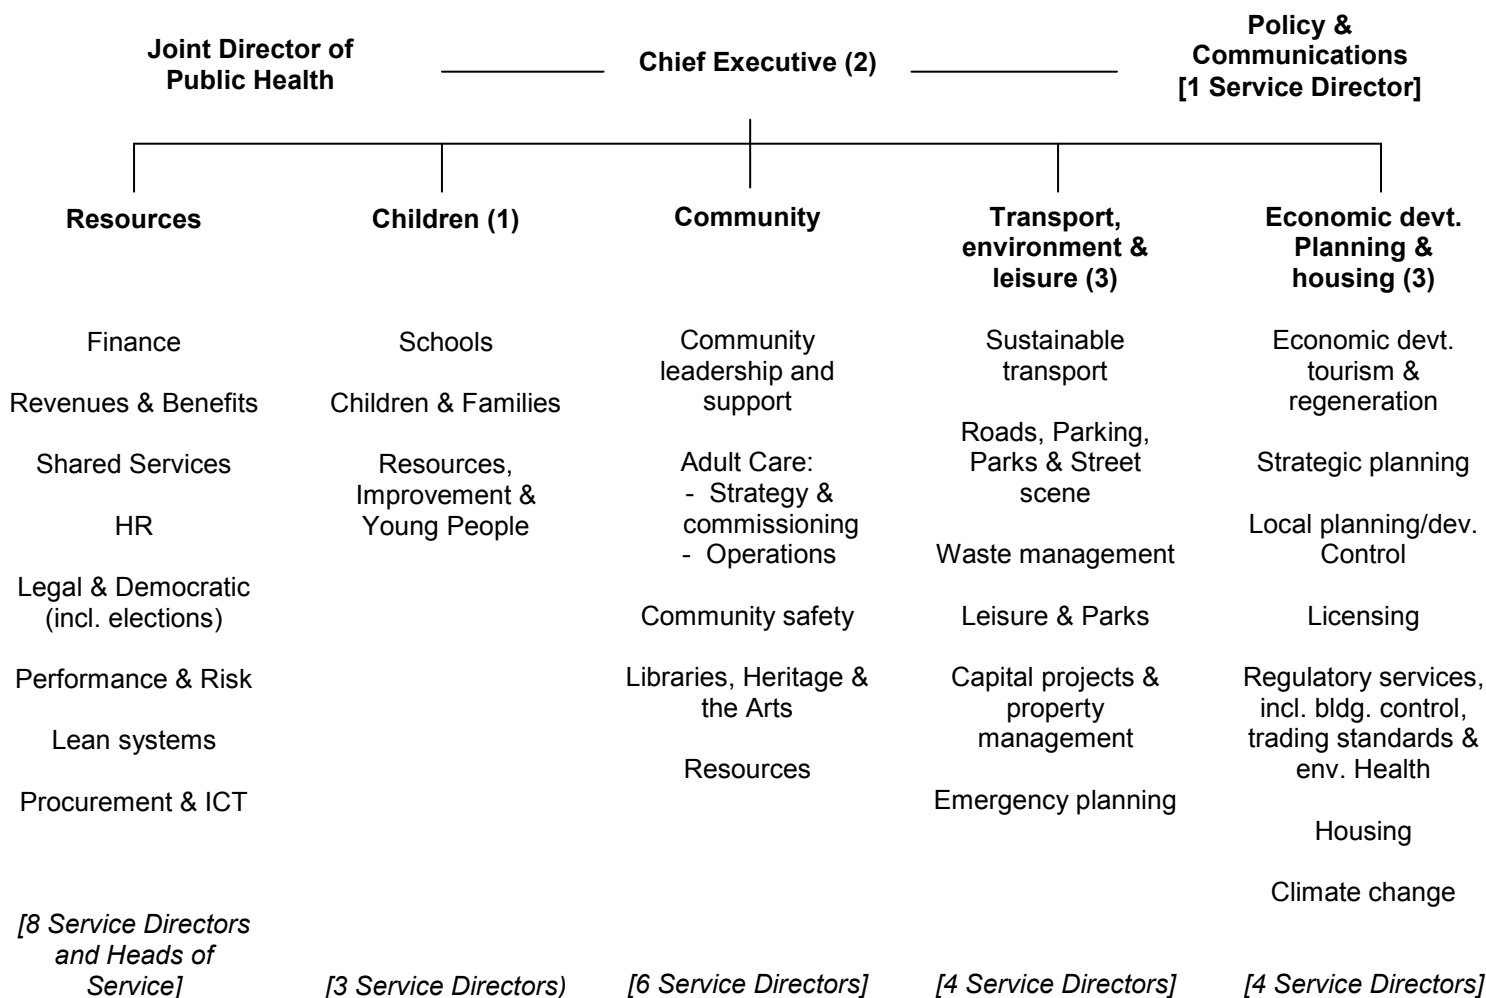 Joint Director of
Public Health
Chief Executive (2)
Policy &
Communications
[1 Service Director]
Resources
Finance
Revenues & Benefits
Shared Services
HR
Legal & Democratic
(incl. elections)
Performance & Risk
Lean systems
Procurement & ICT
[8 Service Directors
and Heads of
Service]
Children (1)
Schools
Children & Families
Resources,
Improvement &
Young People
[3 Service Directors)
Community
Community
leadership and
support
Adult Care:
- Strategy &
commissioning
- Operations
Community safety
Libraries, Heritage &
the Arts
Resources
[6 Service Directors]
Transport,
environment &
leisure (3)
Sustainable
transport
Roads, Parking,
Parks & Street
scene
Waste management
Leisure & Parks
Capital projects &
property
management
Emergency planning
[4 Service Directors]
Economic devt.
Planning &
housing (3)
Economic devt.
tourism &
regeneration
Strategic planning
Local planning/dev.
Control
Licensing
Regulatory services,
incl. bldg. control,
trading standards &
env. Health
Housing
Climate change
[4 Service Directors]